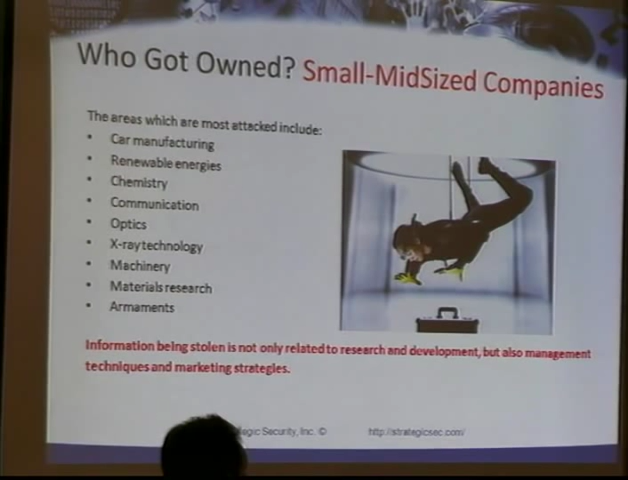 Who Got Owned? Small-MidSized Companies
The areas which are most attacked include:
• Car manufacturing
• Renewable energies
• Chemistry
• Communication
• Optics
• X-ray technology
• Machinery
• Materials research
• Armaments
Information being stolen is not only related to research and development, but also management
techniques and marketing strategies.
Security, Inc. © http://strategicsec.com/